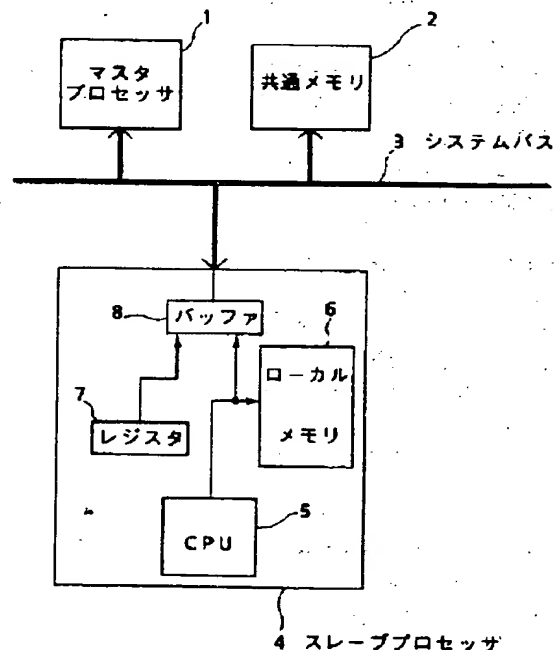 1
マスタ
プロセッサ
2
共通メモリ
3 システムバス
8
バッファ
6
ローカル
メモリ
7
レジスタ
5
CPU
4 スレーブプロセッサ